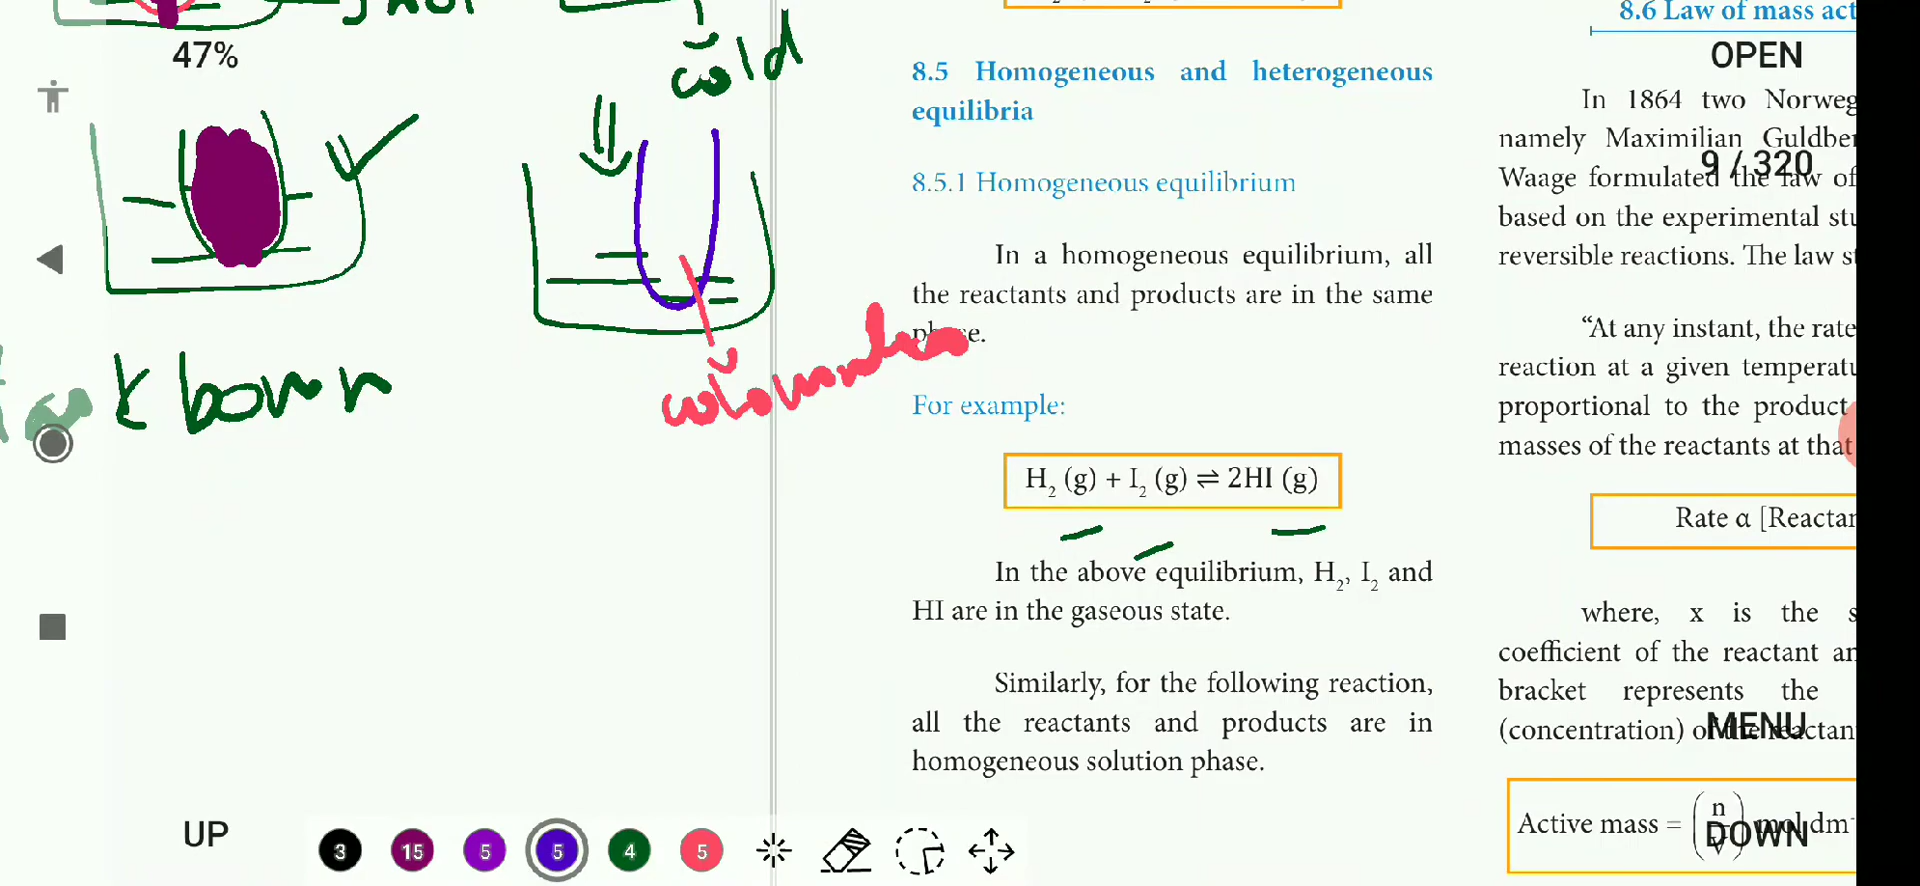 47%
cold
UP
3 15 5 5 4 5
8.5 Homogeneous and heterogeneous
equilibria
8.5.1 Homogeneous equilibrium
In a homogeneous equilibrium, all
the reactants and products are in the same
For example:
H₂ (g) + I₂ (g) ⇌ 2HI (g)
In the above equilibrium, H₂, I₂ and
HI are in the gaseous state.
Similarly, for the following reaction,
all the reactants and products are in
homogeneous solution phase.
8.6 Law of mass act
OPEN
In 1864 two Norweg
namely Maximilian Guldber
9 / 320
Waage formulated the law of
based on the experimental stu
reversible reactions. The law st
“At any instant, the rate
reaction at a given temperatu
proportional to the product
masses of the reactants at that
Rate α [Reactan
where, x is the s
coefficient of the reactant an
bracket represents the
MENU
(concentration) of the reactan
Active mass = (n/V) mol dm⁻
DOWN